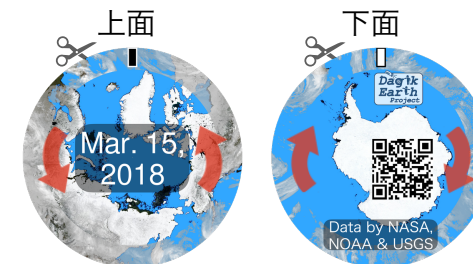 上面
下面
Mar. 15,
2018
Dagik
Earth
Project
Data by NASA,
NOAA & USGS